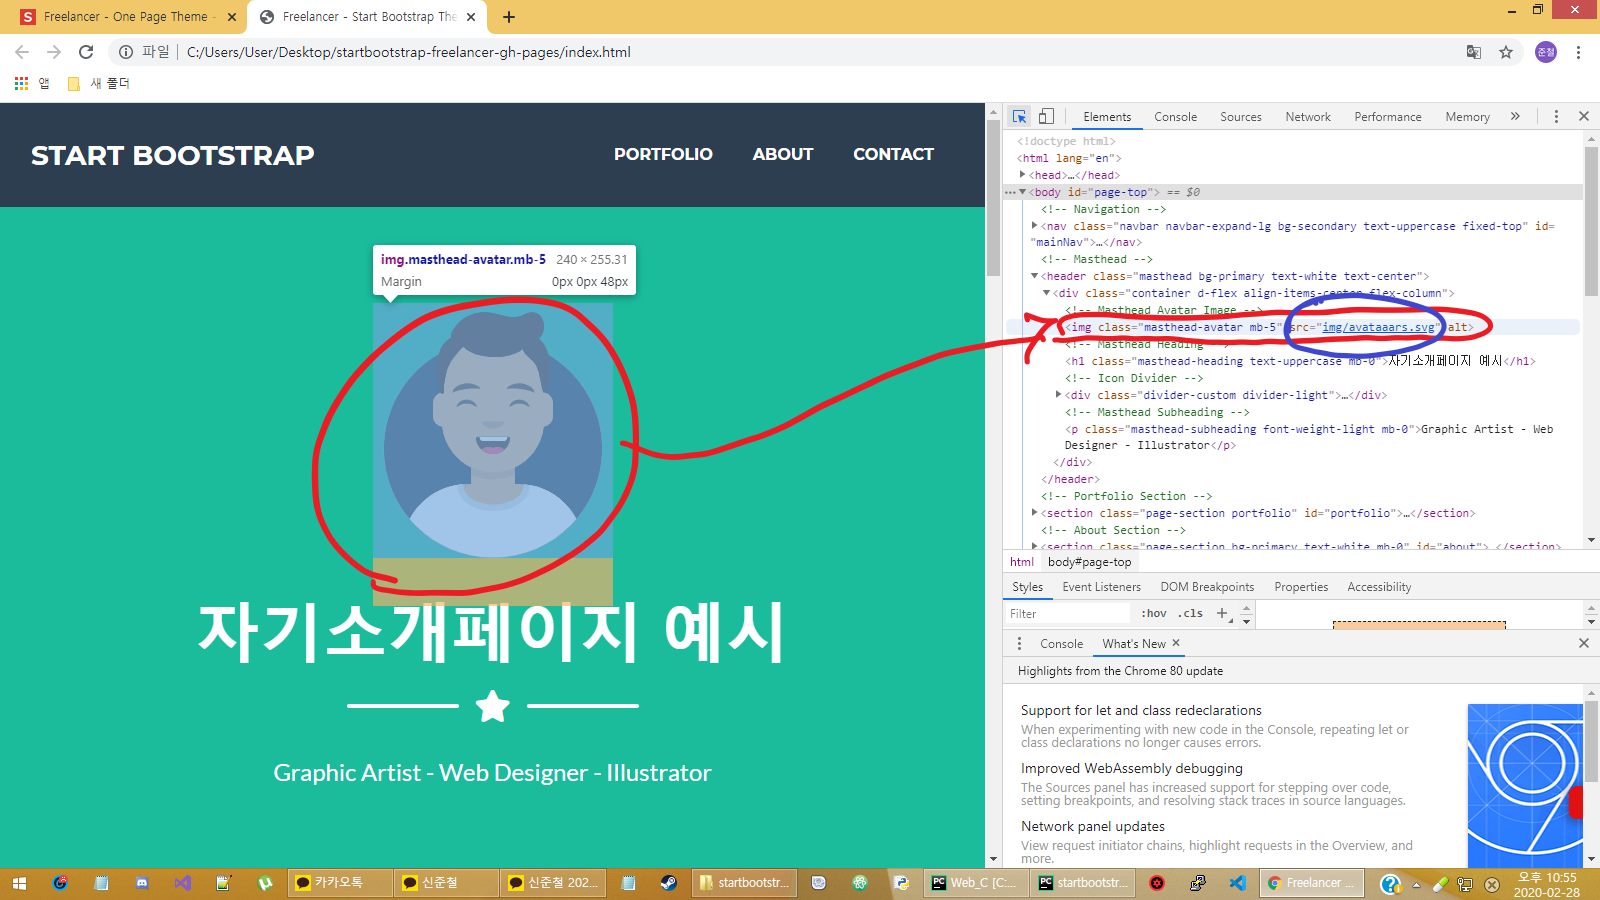 Freelancer - One Page Theme -
Freelancer - Start Bootstrap The
파일
C:/Users/User/Desktop/startbootstrap-freelancer-gh-pages/index.html
준철
앱
새 폴더
START BOOTSTRAP
PORTFOLIO
ABOUT
CONTACT
img.masthead-avatar.mb-5 240 × 255.31
Margin 0px 0px 48px
자기소개페이지 예시
Graphic Artist - Web Designer - Illustrator
Elements Console Sources Network Performance Memory
<!doctype html>
<html lang="en">
<head>…</head>
<body id="page-top"> == $0
<!-- Navigation -->
<nav class="navbar navbar-expand-lg bg-secondary text-uppercase fixed-top" id=
"mainNav">…</nav>
<!-- Masthead -->
<header class="masthead bg-primary text-white text-center">
<div class="container d-flex align-items-center flex-column">
<!-- Masthead Avatar Image -->
<img class="masthead-avatar mb-5" src="img/avataaars.svg" alt>
<!-- Masthead Heading -->
<h1 class="masthead-heading text-uppercase mb-0">자기소개페이지 예시</h1>
<!-- Icon Divider -->
<div class="divider-custom divider-light">…</div>
<!-- Masthead Subheading -->
<p class="masthead-subheading font-weight-light mb-0">Graphic Artist - Web
Designer - Illustrator</p>
</div>
</header>
<!-- Portfolio Section -->
<section class="page-section portfolio" id="portfolio">…</section>
<!-- About Section -->
<section class="page-section bg-primary text-white mb-0" id="about">…</section>
html body#page-top
Styles Event Listeners DOM Breakpoints Properties Accessibility
Filter :hov .cls +
Console What's New
Highlights from the Chrome 80 update
Support for let and class redeclarations
When experimenting with new code in the Console, repeating let or
class declarations no longer causes errors.
Improved WebAssembly debugging
The Sources panel has increased support for stepping over code,
setting breakpoints, and resolving stack traces in source languages.
Network panel updates
View request initiator chains, highlight requests in the Overview, and
more.
카카오톡
신준철
신준철 202...
startbootstr...
Web_C [C:...
startbootstr...
Freelancer ...
오후 10:55
2020-02-28